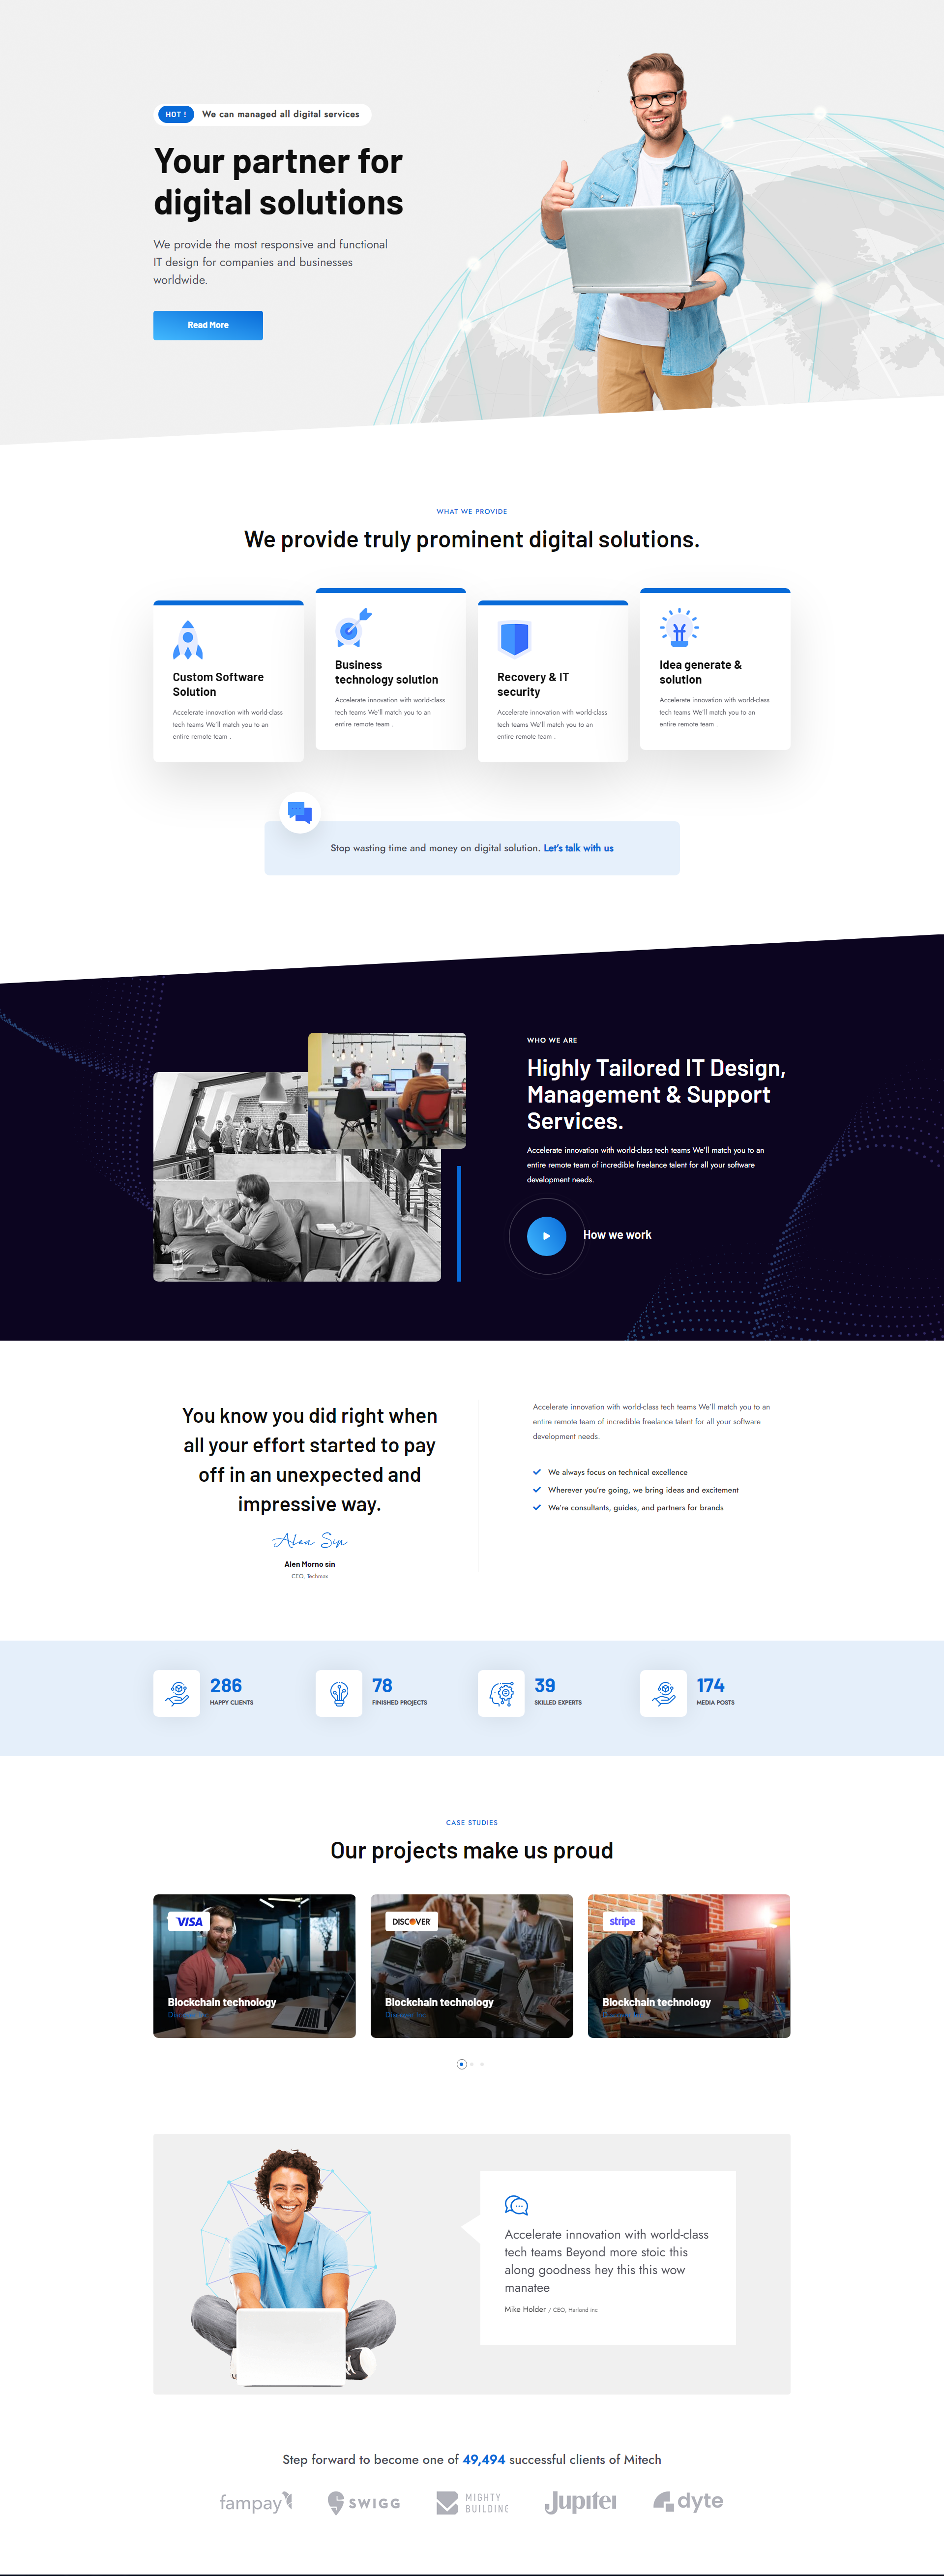 HOT !
We can managed all digital services
Your partner for
digital solutions
We provide the most responsive and functional
IT design for companies and businesses
worldwide.
Read More
WHAT WE PROVIDE
We provide truly prominent digital solutions.
Custom Software
Solution
Accelerate innovation with world-class
tech teams We'll match you to an
entire remote team .
Business
technology solution
Accelerate innovation with world-class
tech teams We'll match you to an
entire remote team .
Recovery & IT
security
Accelerate innovation with world-class
tech teams We'll match you to an
entire remote team .
Idea generate &
solution
Accelerate innovation with world-class
tech teams We'll match you to an
entire remote team .
Stop wasting time and money on digital solution. Let's talk with us
WHO WE ARE
Highly Tailored IT Design,
Management & Support
Services.
Accelerate innovation with world-class tech teams We'll match you to an
entire remote team of incredible freelance talent for all your software
development needs.
How we work
You know you did right when
all your effort started to pay
off in an unexpected and
impressive way.
Alen Sin
Alen Morno sin
CEO, Techmax
Accelerate innovation with world-class tech teams We'll match you to an
entire remote team of incredible freelance talent for all your software
development needs.
We always focus on technical excellence
Wherever you're going, we bring ideas and excitement
We're consultants, guides, and partners for brands
286
HAPPY CLIENTS
78
FINISHED PROJECTS
39
SKILLED EXPERTS
174
MEDIA POSTS
CASE STUDIES
Our projects make us proud
VISA
Blockchain technology
DISCOVER
Blockchain technology
stripe
Blockchain technology
Accelerate innovation with world-class
tech teams Beyond more stoic this
along goodness hey this this wow
manatee
Mike Holder / CEO, Harlond inc
Step forward to become one of 49,494 successful clients of Mitech
fampay
SWIGG
MIGHTY
BUILDING
Jupiter
dyte